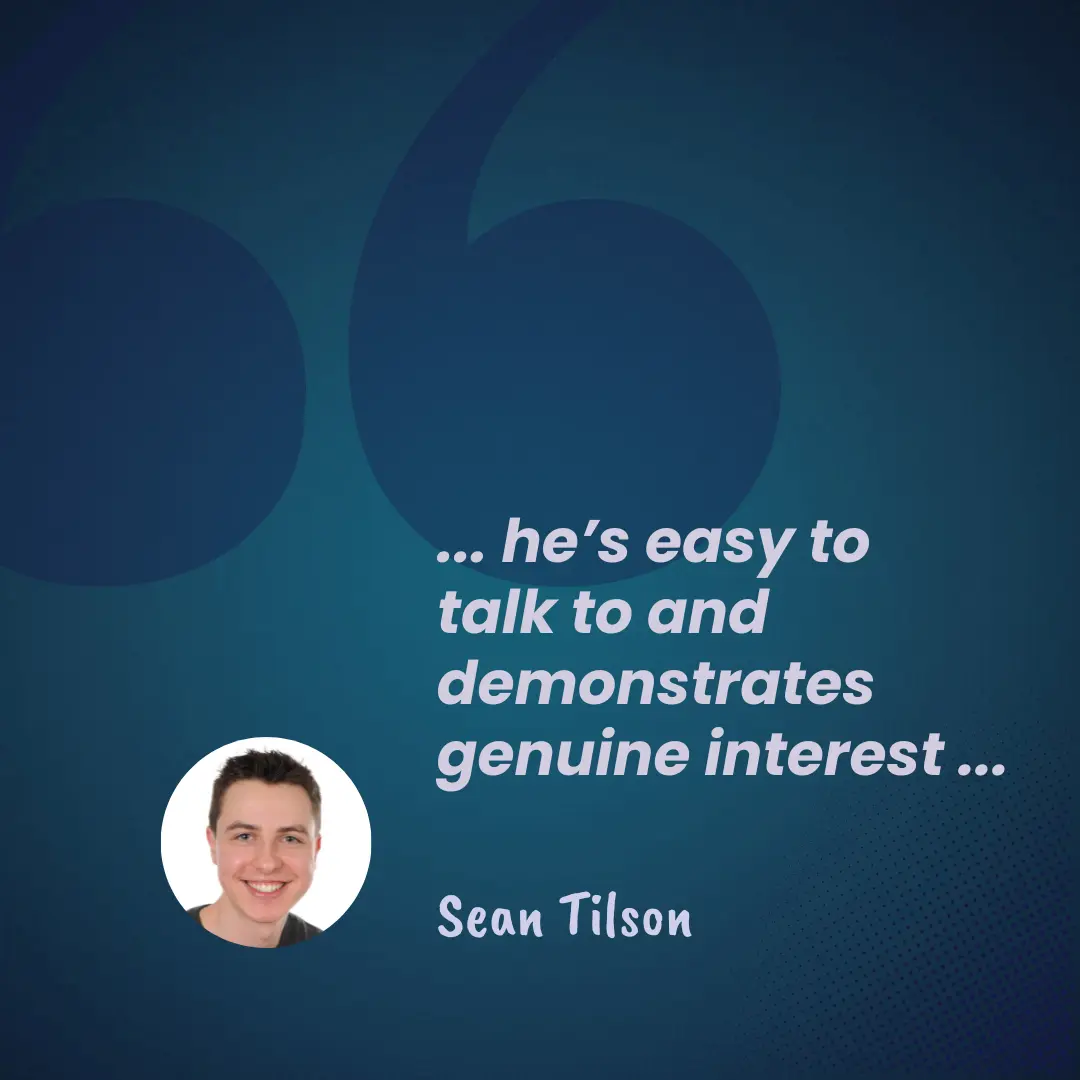 ... he’s easy to
talk to and
demonstrates
genuine interest ...
Sean Tilson